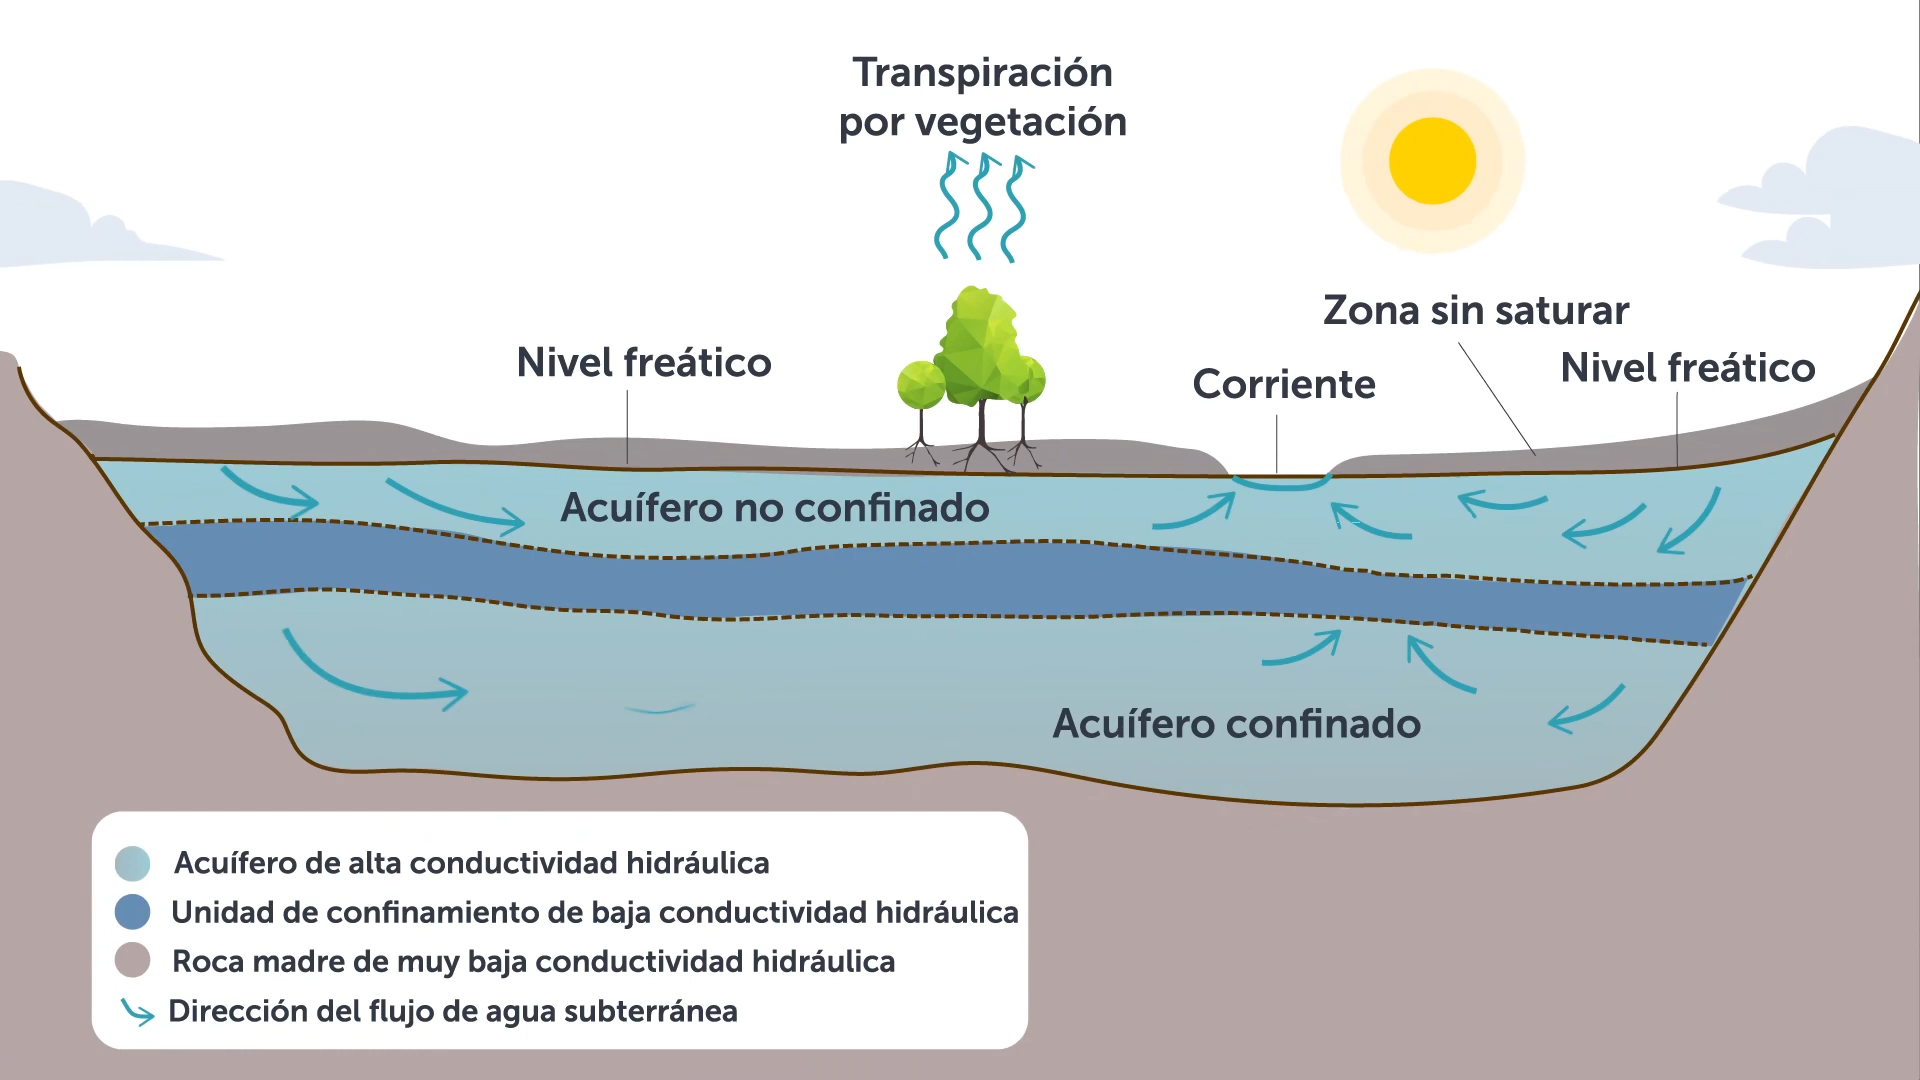 Transpiración
por vegetación
Zona sin saturar
Nivel freático
Nivel freático
Corriente
Acuífero no confinado
Acuífero confinado
Acuífero de alta conductividad hidráulica
Unidad de confinamiento de baja conductividad hidráulica
Roca madre de muy baja conductividad hidráulica
Dirección del flujo de agua subterránea